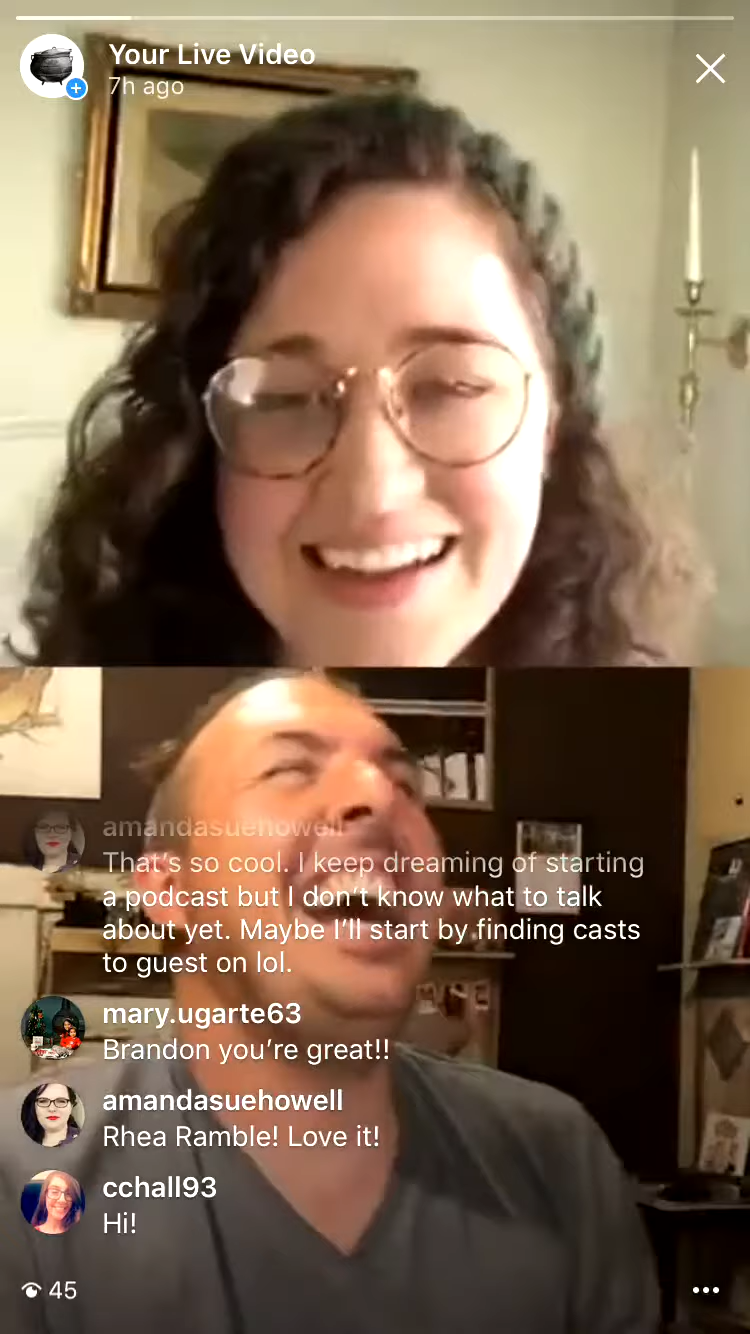 Your Live Video
7h ago
amandasuehowell
That's so cool. I keep dreaming of starting
a podcast but I don't know what to talk
about yet. Maybe I'll start by finding casts
to guest on lol.
mary.ugarte63
Brandon you're great!!
amandasuehowell
Rhea Ramble! Love it!
cchall93
Hi!
45